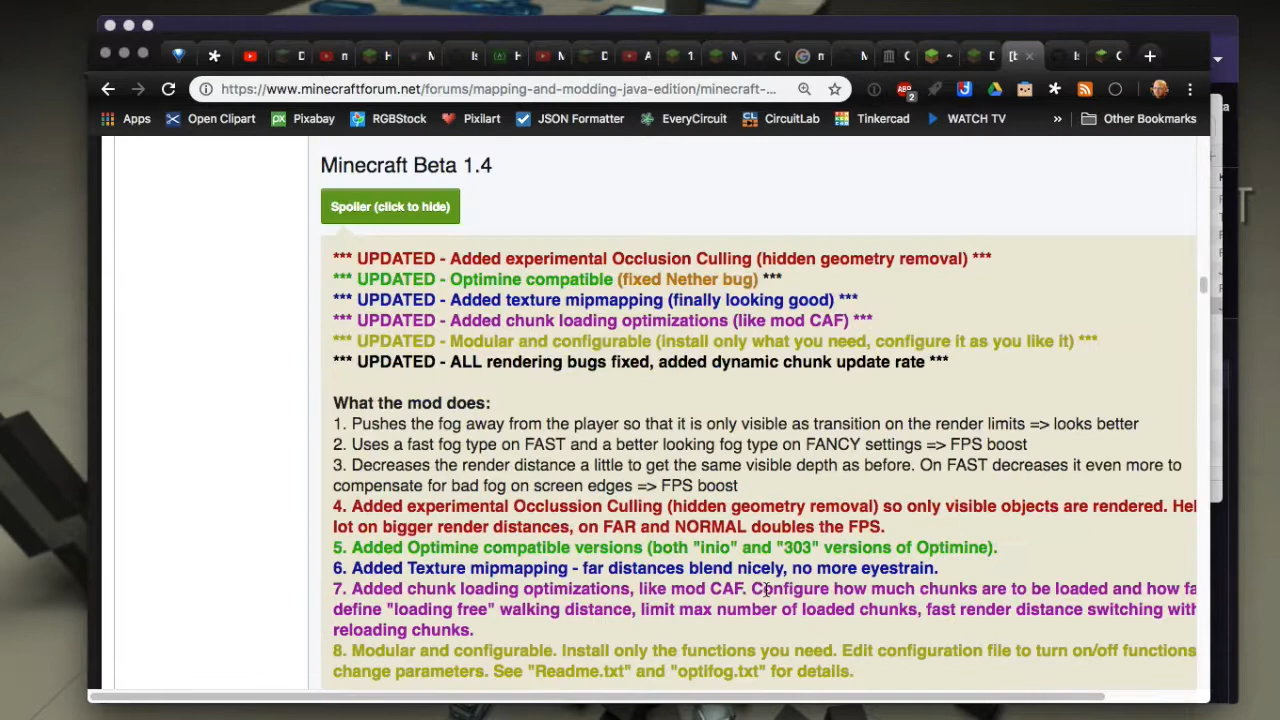 https://www.minecraftforum.net/forums/mapping-and-modding-java-edition/minecraft-...
Apps Open Clipart Pixabay RGBStock Pixilart JSON Formatter EveryCircuit CircuitLab Tinkercad WATCH TV » Other Bookmarks
Minecraft Beta 1.4
Spoiler (click to hide)
*** UPDATED - Added experimental Occlusion Culling (hidden geometry removal) ***
*** UPDATED - Optimine compatible (fixed Nether bug) ***
*** UPDATED - Added texture mipmapping (finally looking good) ***
*** UPDATED - Added chunk loading optimizations (like mod CAF) ***
*** UPDATED - Modular and configurable (install only what you need, configure it as you like it) ***
*** UPDATED - ALL rendering bugs fixed, added dynamic chunk update rate ***
What the mod does:
1. Pushes the fog away from the player so that it is only visible as transition on the render limits => looks better
2. Uses a fast fog type on FAST and a better looking fog type on FANCY settings => FPS boost
3. Decreases the render distance a little to get the same visible depth as before. On FAST decreases it even more to
compensate for bad fog on screen edges => FPS boost
4. Added experimental Occlussion Culling (hidden geometry removal) so only visible objects are rendered. Hel
lot on bigger render distances, on FAR and NORMAL doubles the FPS.
5. Added Optimine compatible versions (both "inio" and "303" versions of Optimine).
6. Added Texture mipmapping - far distances blend nicely, no more eyestrain.
7. Added chunk loading optimizations, like mod CAF. Configure how much chunks are to be loaded and how fa
define "loading free" walking distance, limit max number of loaded chunks, fast render distance switching with
reloading chunks.
8. Modular and configurable. Install only the functions you need. Edit configuration file to turn on/off functions
change parameters. See "Readme.txt" and "optifog.txt" for details.